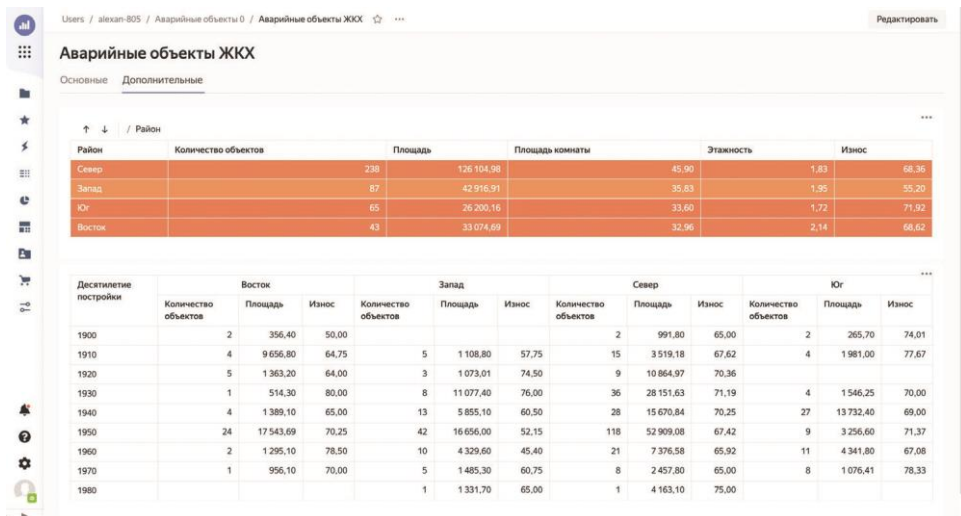 Users / alexan-805 / Аварийные объекты 0 / Аварийные объекты ЖКХ
Редактировать
Аварийные объекты ЖКХ
Основные Дополнительные
/ Район
Район Количество объектов Площадь Площадь комнаты Этажность Износ
Север 238 126 104,98 45,90 1,83 68,36
Запад 87 42 916,91 35,83 1,95 55,20
Юг 65 26 200,16 33,60 1,72 71,92
Восток 43 33 074,69 32,96 2,14 68,62
Десятилетие постройки Восток Запад Север Юг
Количество объектов Площадь Износ Количество объектов Площадь Износ Количество объектов Площадь Износ Количество объектов Площадь Износ
1900 2 356,40 50,00 2 991,80 65,00 2 265,70 74,01
1910 4 9 656,80 64,75 5 1 108,80 57,75 15 3 519,18 67,62 4 1 981,00 77,67
1920 5 1 363,20 64,00 3 1 073,01 74,50 9 10 864,97 70,36
1930 1 514,30 80,00 8 11 077,40 76,00 36 28 151,63 71,19 4 1 546,25 70,00
1940 4 1 389,10 65,00 13 5 855,10 60,50 28 15 670,84 70,25 27 13 732,40 69,00
1950 24 17 543,69 70,25 42 16 656,00 52,15 118 52 909,08 67,42 9 3 256,60 71,37
1960 2 1 295,10 78,50 10 4 329,60 45,40 21 7 376,58 65,92 11 4 341,80 67,08
1970 1 956,10 70,00 5 1 485,30 60,75 8 2 457,80 65,00 8 1 076,41 78,33
1980 1 1 331,70 65,00 1 4 163,10 75,00